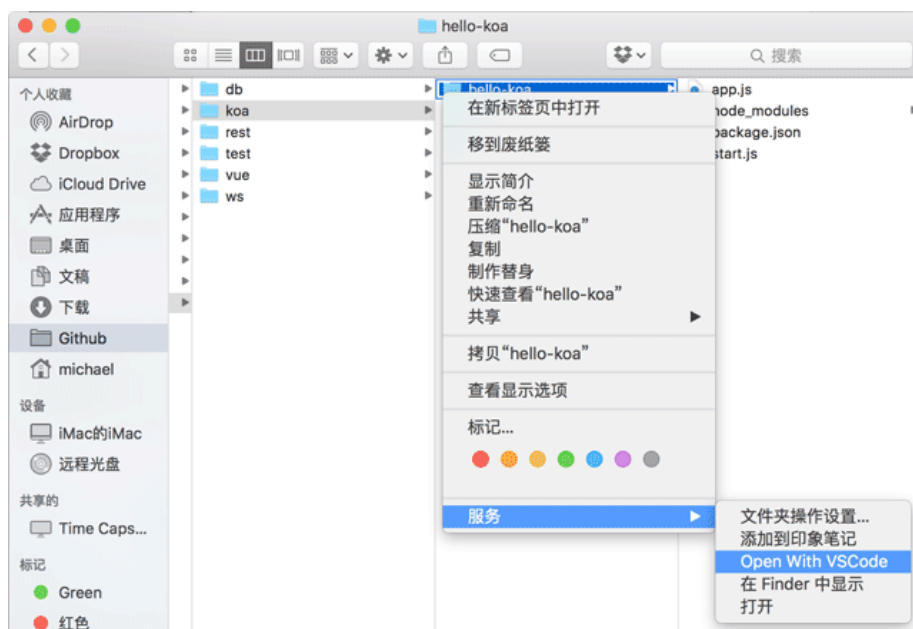 hello-koa
搜索
个人收藏
AirDrop
Dropbox
iCloud Drive
应用程序
桌面
文稿
下载
Github
michael
设备
iMac的iMac
远程光盘
共享的
Time Caps...
标记
Green
红色
db
koa
rest
test
vue
ws
hello-koa
app.js
node_modules
package.json
start.js
在新标签页中打开
移到废纸篓
显示简介
重新命名
压缩“hello-koa”
复制
制作替身
快速查看“hello-koa”
共享
拷贝“hello-koa”
查看显示选项
标记...
服务
文件夹操作设置...
添加到印象笔记
Open With VSCode
在 Finder 中显示
打开